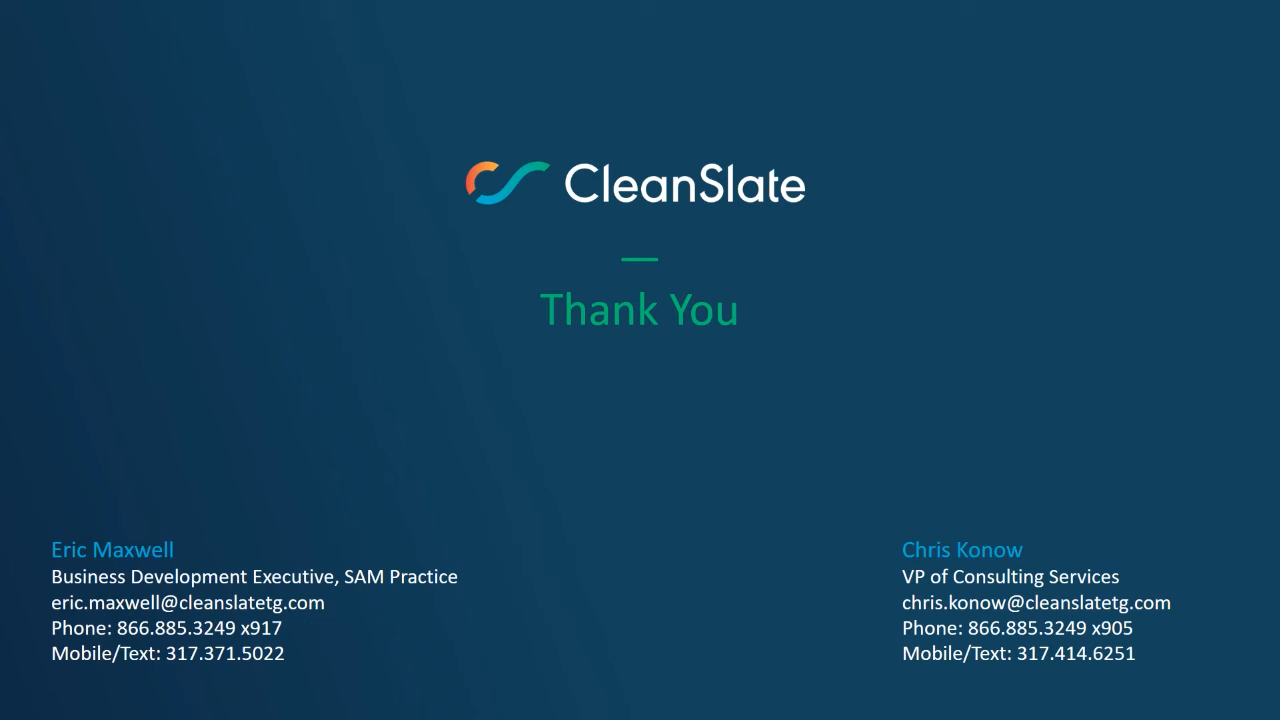 CleanSlate
Thank You
Eric Maxwell
Business Development Executive, SAM Practice
eric.maxwell@cleanslatetg.com
Phone: 866.885.3249 x917
Mobile/Text: 317.371.5022
Chris Konow
VP of Consulting Services
chris.konow@cleanslatetg.com
Phone: 866.885.3249 x905
Mobile/Text: 317.414.6251